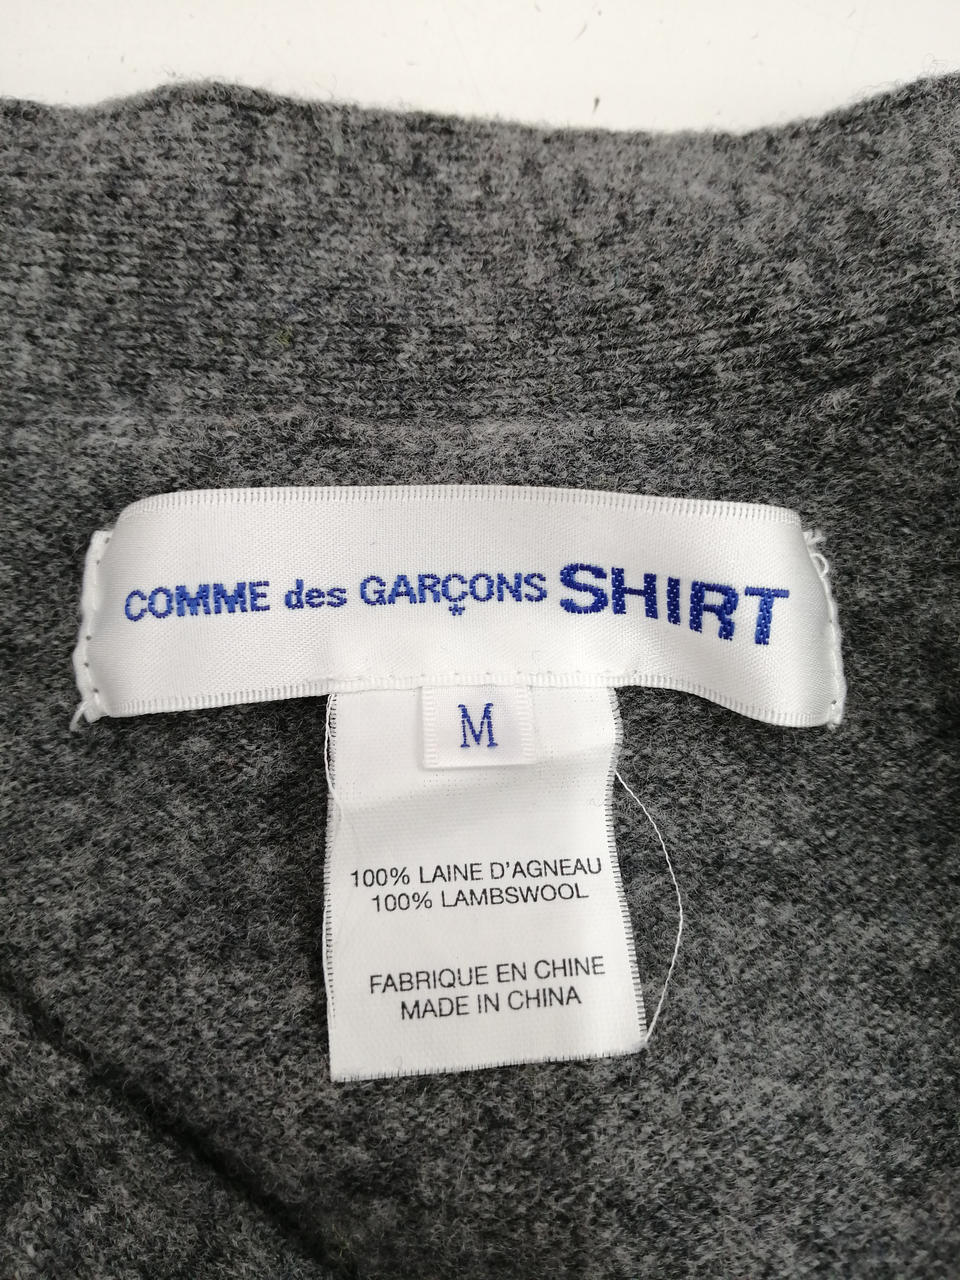 COMME des GARÇONS SHIRT
M
100% LAINE D'AGNEAU
100% LAMBSWOOL
FABRIQUE EN CHINE
MADE IN CHINA